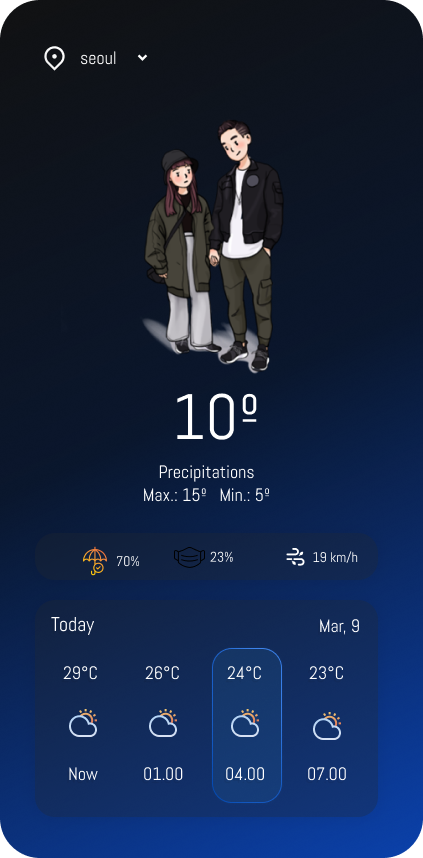 seoul
10º
Precipitations
Max.: 15º Min.: 5º
70% 23% 19 km/h
Today Mar, 9
29°C 26°C 24°C 23°C
Now 01.00 04.00 07.00